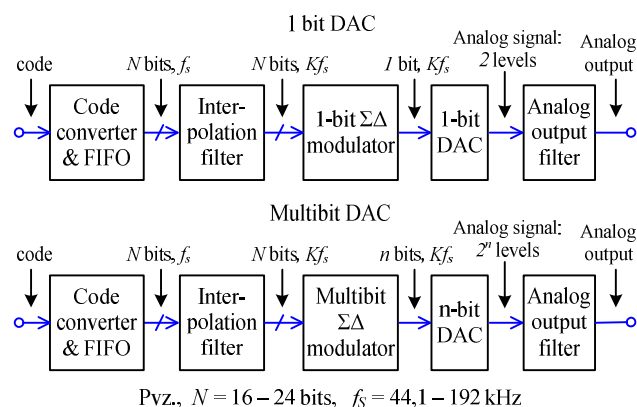 1 bit DAC
code
N bits, fs
N bits, Kfs
1 bit, Kfs
Analog signal:
2 levels
Analog
output
Code
converter
& FIFO
Inter-
polation
filter
1-bit ΣΔ
modulator
1-bit
DAC
Analog
output
filter
Multibit DAC
code
N bits, fs
N bits, Kfs
n bits, Kfs
Analog signal:
2ⁿ levels
Analog
output
Code
converter
& FIFO
Inter-
polation
filter
Multibit
ΣΔ
modulator
n-bit
DAC
Analog
output
filter
Pvz., N = 16 – 24 bits, fS = 44,1 – 192 kHz